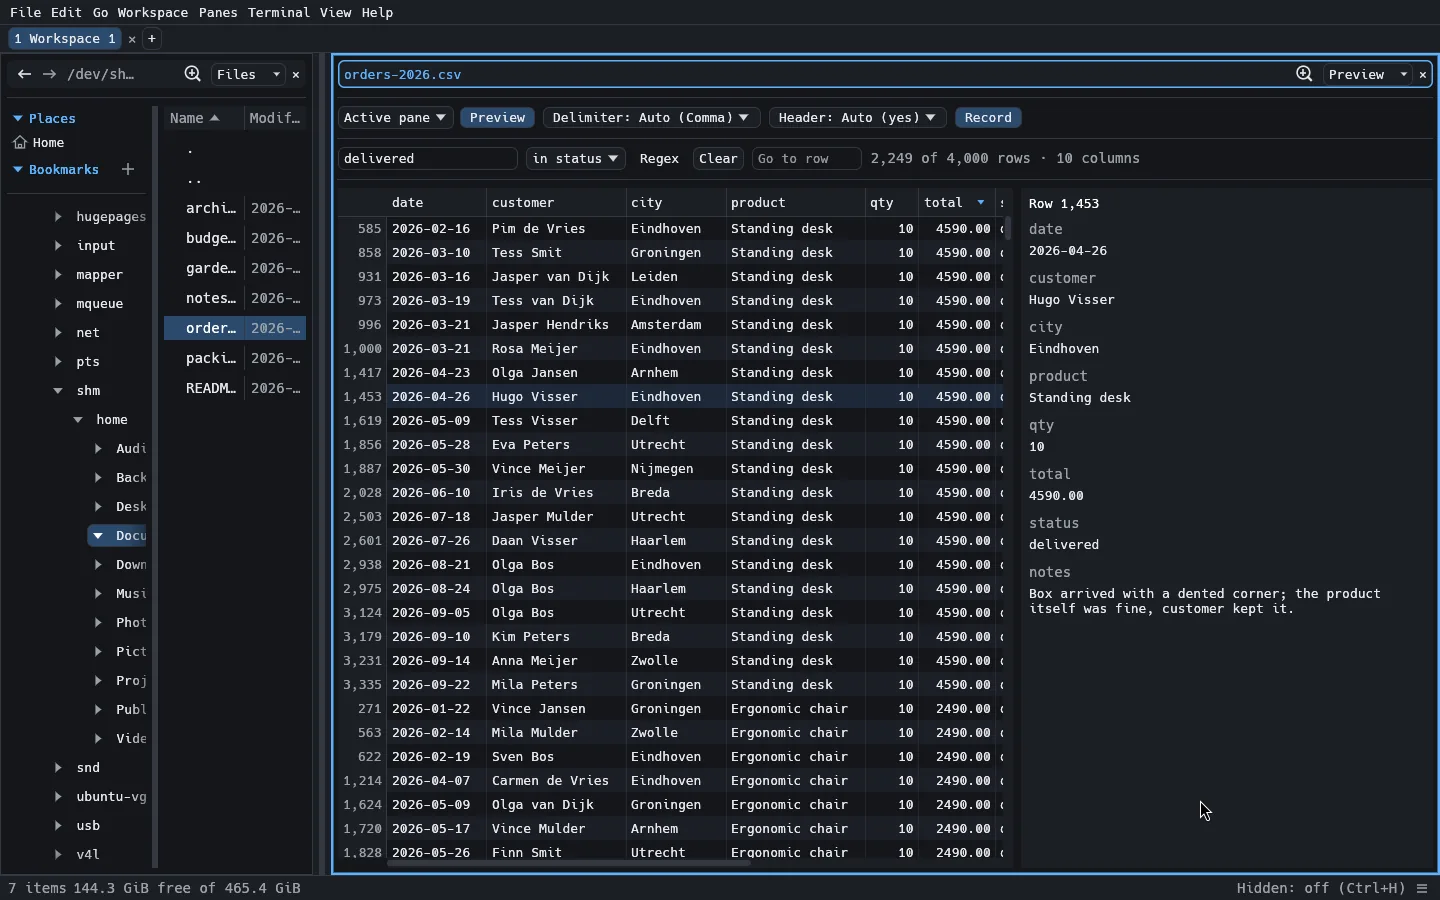 File Edit Go Workspace Panes Terminal View Help
1 Workspace 1 × +
← → /dev/sh… Files ×
orders-2026.csv Preview ×
Places
Home
Bookmarks +
hugepages
input
mapper
mqueue
net
pts
shm
home
Audi
Back
Desk
Docu
Down
Musi
Phot
Pict
Proj
Publ
Vide
snd
ubuntu-vg
usb
v4l
Name Modif…
.
..
archi… 2026-…
budge… 2026-…
garde… 2026-…
notes… 2026-…
order… 2026-…
packi… 2026-…
READM… 2026-…
Active pane Preview Delimiter: Auto (Comma) Header: Auto (yes) Record
delivered in status Regex Clear Go to row 2,249 of 4,000 rows · 10 columns
date customer city product qty total
585 2026-02-16 Pim de Vries Eindhoven Standing desk 10 4590.00
858 2026-03-10 Tess Smit Groningen Standing desk 10 4590.00
931 2026-03-16 Jasper van Dijk Leiden Standing desk 10 4590.00
973 2026-03-19 Tess van Dijk Eindhoven Standing desk 10 4590.00
996 2026-03-21 Jasper Hendriks Amsterdam Standing desk 10 4590.00
1,000 2026-03-21 Rosa Meijer Eindhoven Standing desk 10 4590.00
1,417 2026-04-23 Olga Jansen Arnhem Standing desk 10 4590.00
1,453 2026-04-26 Hugo Visser Eindhoven Standing desk 10 4590.00
1,619 2026-05-09 Tess Visser Delft Standing desk 10 4590.00
1,856 2026-05-28 Eva Peters Utrecht Standing desk 10 4590.00
1,887 2026-05-30 Vince Meijer Nijmegen Standing desk 10 4590.00
2,028 2026-06-10 Iris de Vries Breda Standing desk 10 4590.00
2,503 2026-07-18 Jasper Mulder Utrecht Standing desk 10 4590.00
2,601 2026-07-26 Daan Visser Haarlem Standing desk 10 4590.00
2,938 2026-08-21 Olga Bos Eindhoven Standing desk 10 4590.00
2,975 2026-08-24 Olga Bos Haarlem Standing desk 10 4590.00
3,124 2026-09-05 Olga Bos Utrecht Standing desk 10 4590.00
3,179 2026-09-10 Kim Peters Breda Standing desk 10 4590.00
3,231 2026-09-14 Anna Meijer Zwolle Standing desk 10 4590.00
3,335 2026-09-22 Mila Peters Groningen Standing desk 10 4590.00
271 2026-01-22 Vince Jansen Groningen Ergonomic chair 10 2490.00
563 2026-02-14 Mila Mulder Zwolle Ergonomic chair 10 2490.00
622 2026-02-19 Sven Bos Eindhoven Ergonomic chair 10 2490.00
1,214 2026-04-07 Carmen de Vries Eindhoven Ergonomic chair 10 2490.00
1,624 2026-05-09 Olga van Dijk Groningen Ergonomic chair 10 2490.00
1,720 2026-05-17 Vince Mulder Arnhem Ergonomic chair 10 2490.00
1,828 2026-05-26 Finn Smit Utrecht Ergonomic chair 10 2490.00
Row 1,453
date
2026-04-26
customer
Hugo Visser
city
Eindhoven
product
Standing desk
qty
10
total
4590.00
status
delivered
notes
Box arrived with a dented corner; the product
itself was fine, customer kept it.
7 items 144.3 GiB free of 465.4 GiB Hidden: off (Ctrl+H)